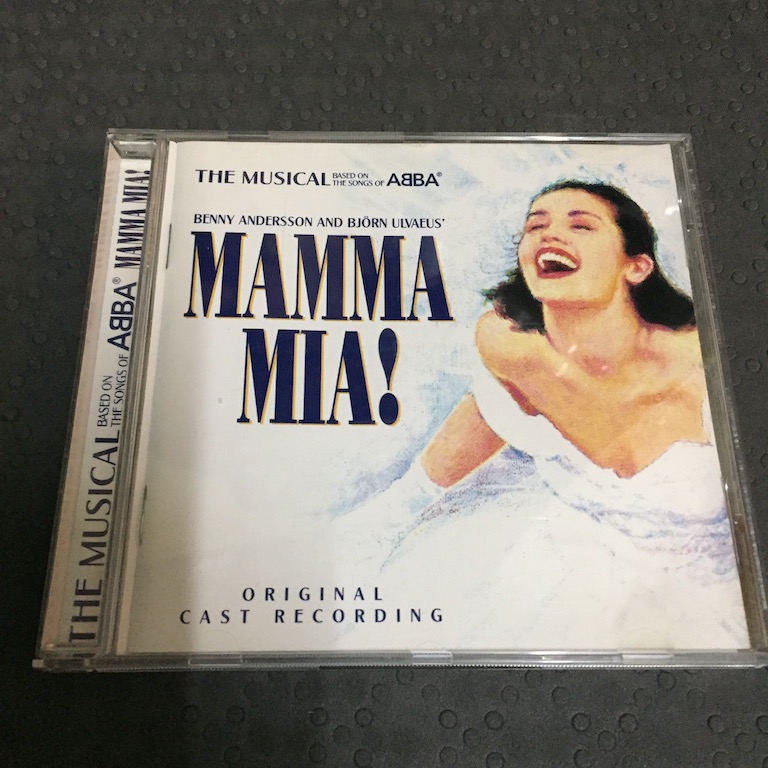 THE MUSICAL BASED ON THE SONGS OF ABBA®
BENNY ANDERSSON AND BJÖRN ULVAEUS'
MAMMA
MIA!
ORIGINAL
CAST RECORDING
THE MUSICAL BASED ON THE SONGS OF ABBA® MAMMA MIA!